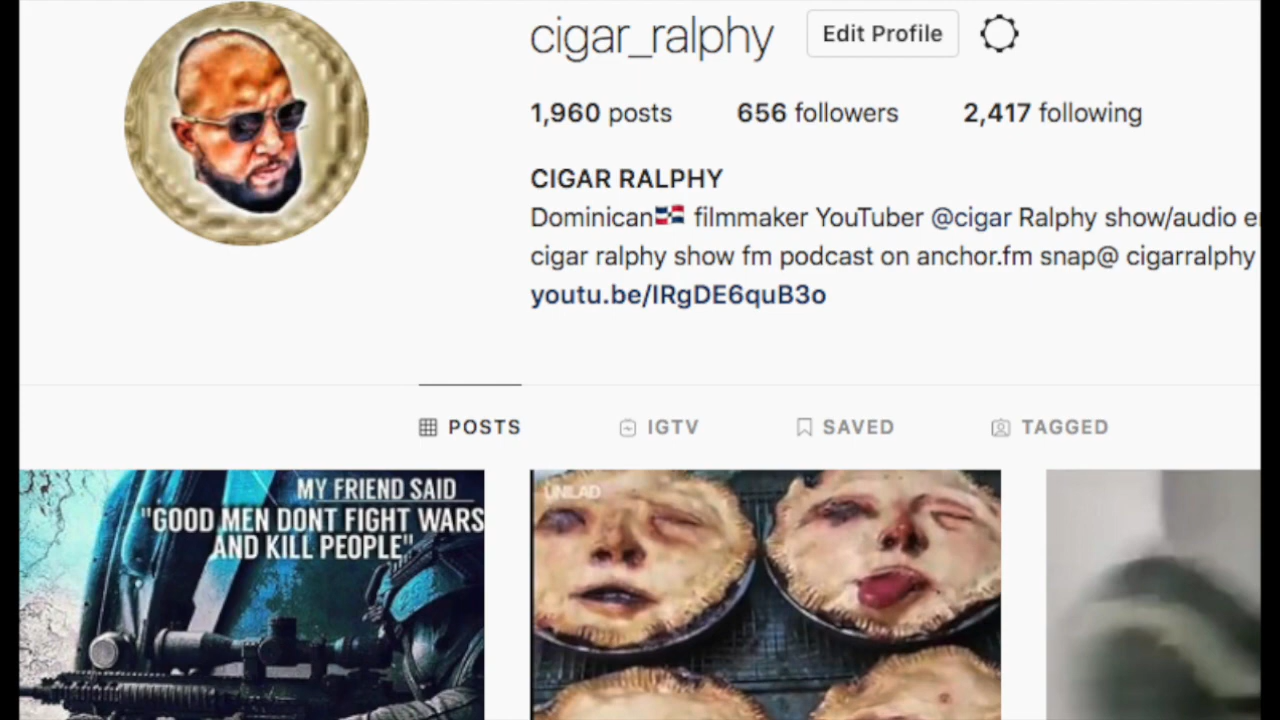 cigar_ralphy Edit Profile
1,960 posts 656 followers 2,417 following
CIGAR RALPHY
Dominican🇩🇴 filmmaker YouTuber @cigar Ralphy show/audio
cigar ralphy show fm podcast on anchor.fm snap@ cigarralphy
youtu.be/lRgDE6quB3o
POSTS IGTV SAVED TAGGED
MY FRIEND SAID
"GOOD MEN DONT FIGHT WARS
AND KILL PEOPLE"
UNILAD